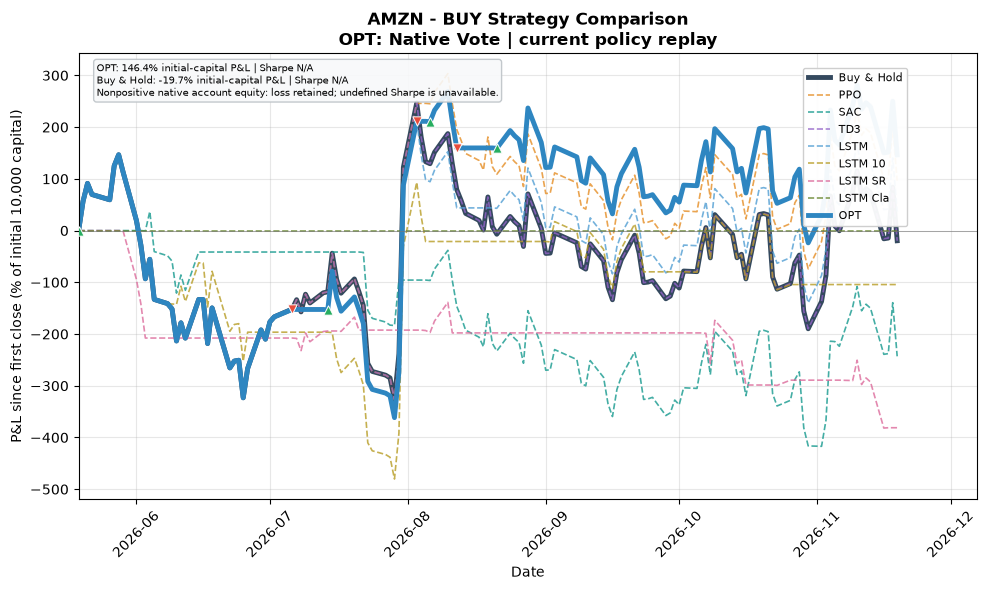 AMZN - BUY Strategy Comparison
OPT: Native Vote | current policy replay
OPT: 146.4% initial-capital P&L | Sharpe N/A
Buy & Hold: -19.7% initial-capital P&L | Sharpe N/A
Nonpositive native account equity: loss retained; undefined Sharpe is unavailable.
Buy & Hold
PPO
SAC
TD3
LSTM
LSTM 10
LSTM SR
LSTM Cla
OPT
P&L since first close (% of initial 10,000 capital)
300
200
100
0
−100
−200
−300
−400
−500
2026-06
2026-07
2026-08
2026-09
2026-10
2026-11
2026-12
Date